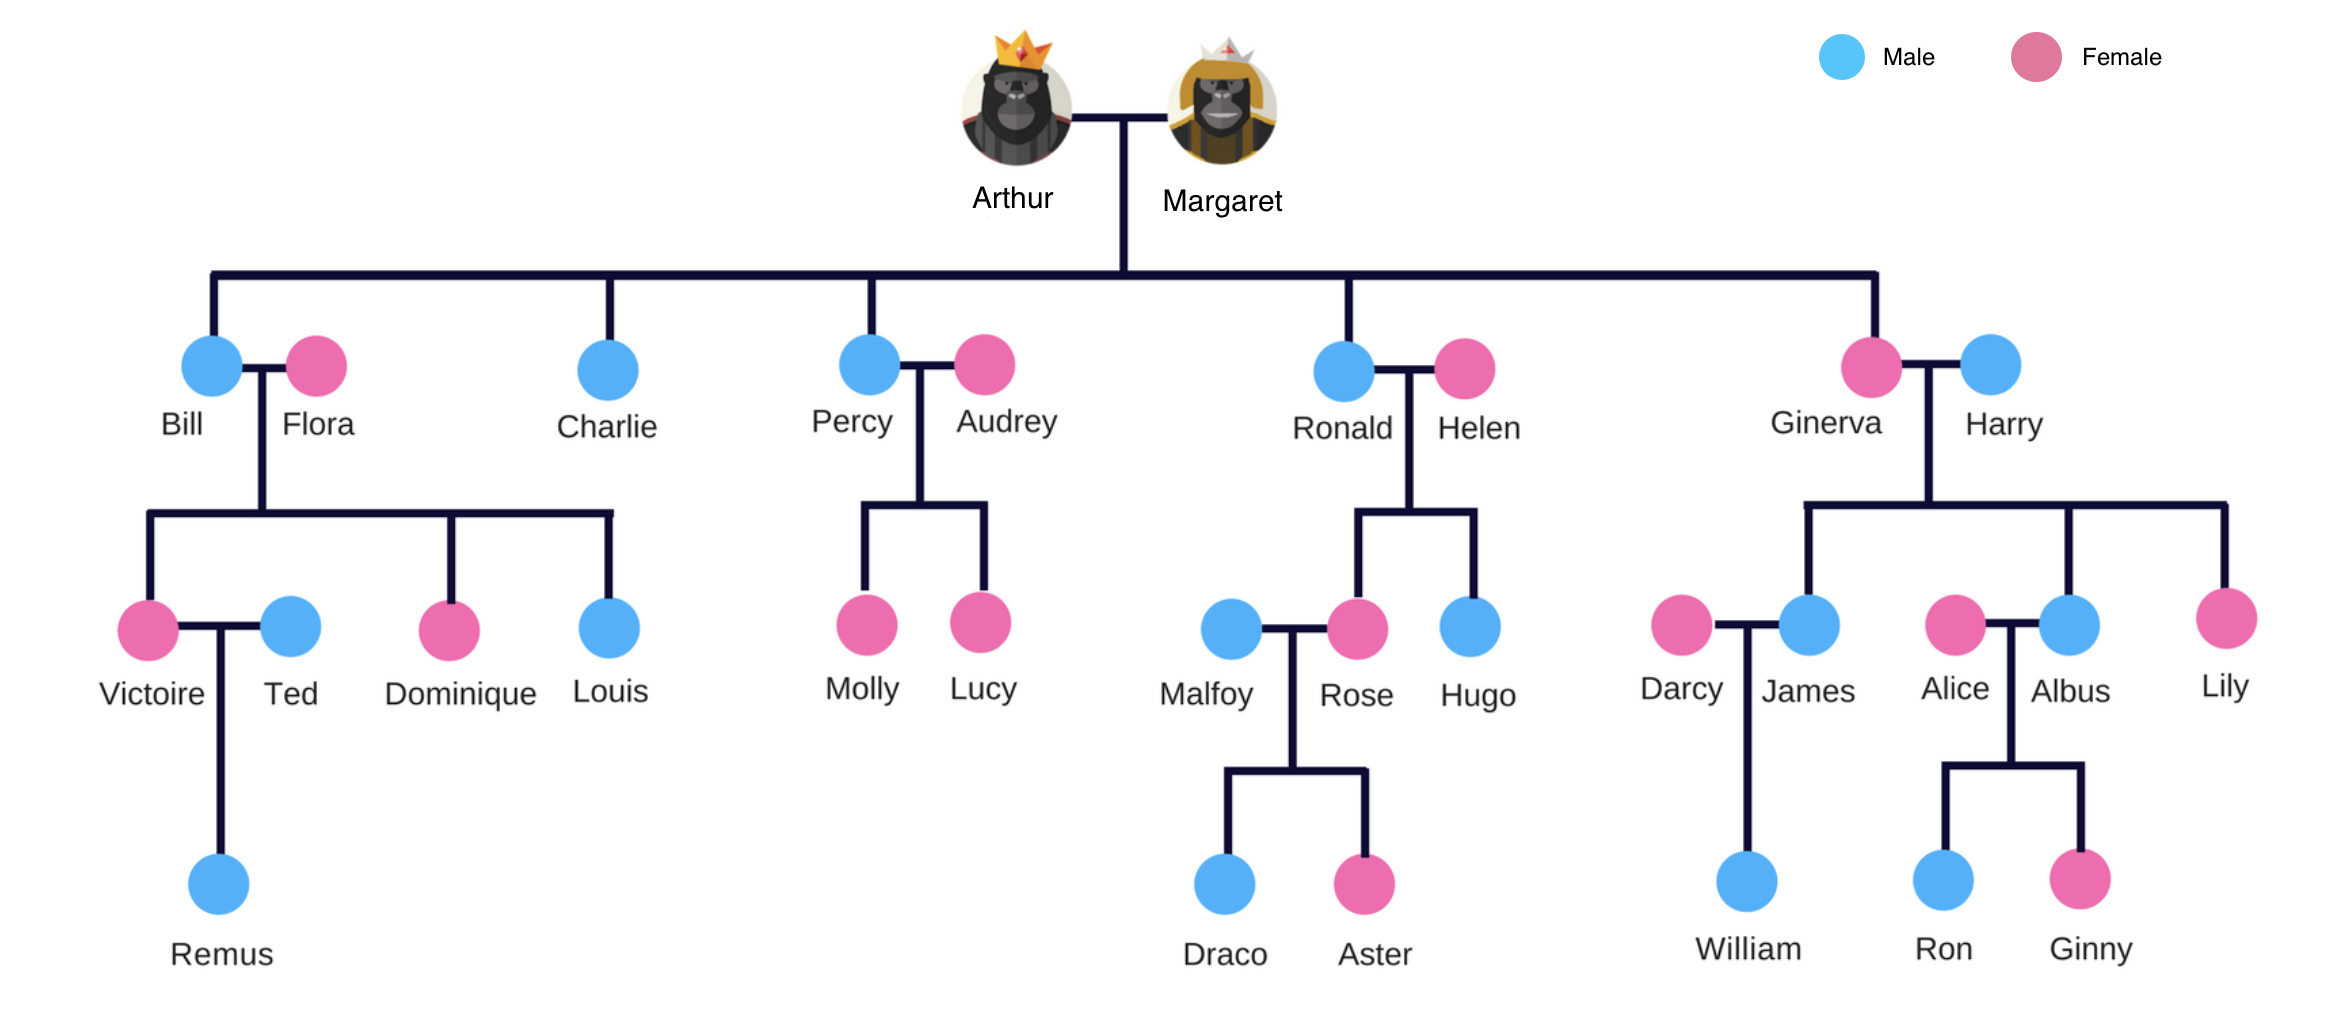 Male
Female
Arthur
Margaret
Bill
Flora
Charlie
Percy
Audrey
Ronald
Helen
Ginerva
Harry
Victoire
Ted
Dominique
Louis
Molly
Lucy
Malfoy
Rose
Hugo
Darcy
James
Alice
Albus
Lily
Remus
Draco
Aster
William
Ron
Ginny